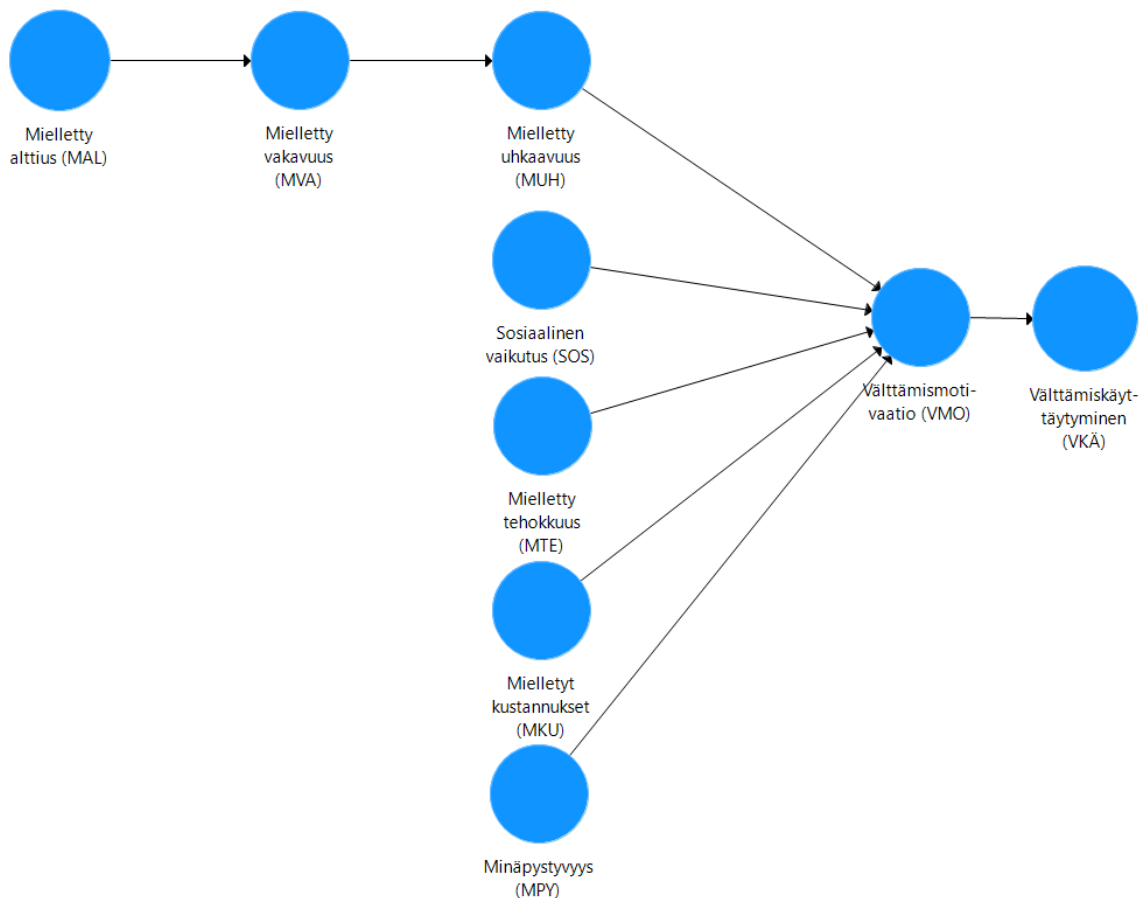 Mielletty
alttius (MAL)
Mielletty
vakavuus
(MVA)
Mielletty
uhkaavuus
(MUH)
Sosiaalinen
vaikutus (SOS)
Mielletty
tehokkuus
(MTE)
Mielletyt
kustannukset
(MKU)
Minäpystyvyys
(MPY)
Välttämismoti-
vaatio (VMO)
Välttämiskäyt-
täytyminen
(VKÄ)